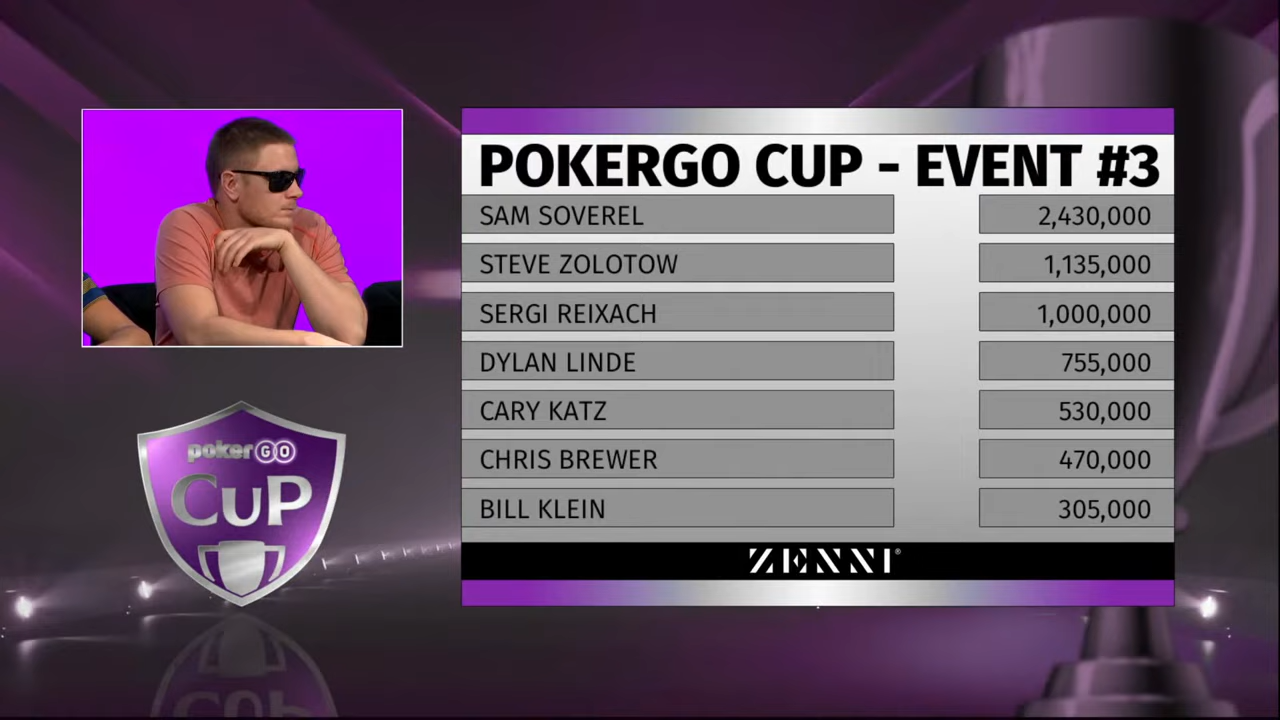 POKERGO CUP - EVENT #3
SAM SOVEREL 2,430,000
STEVE ZOLOTOW 1,135,000
SERGI REIXACH 1,000,000
DYLAN LINDE 755,000
CARY KATZ 530,000
CHRIS BREWER 470,000
BILL KLEIN 305,000
ZENNI®
pokerGO
CUP